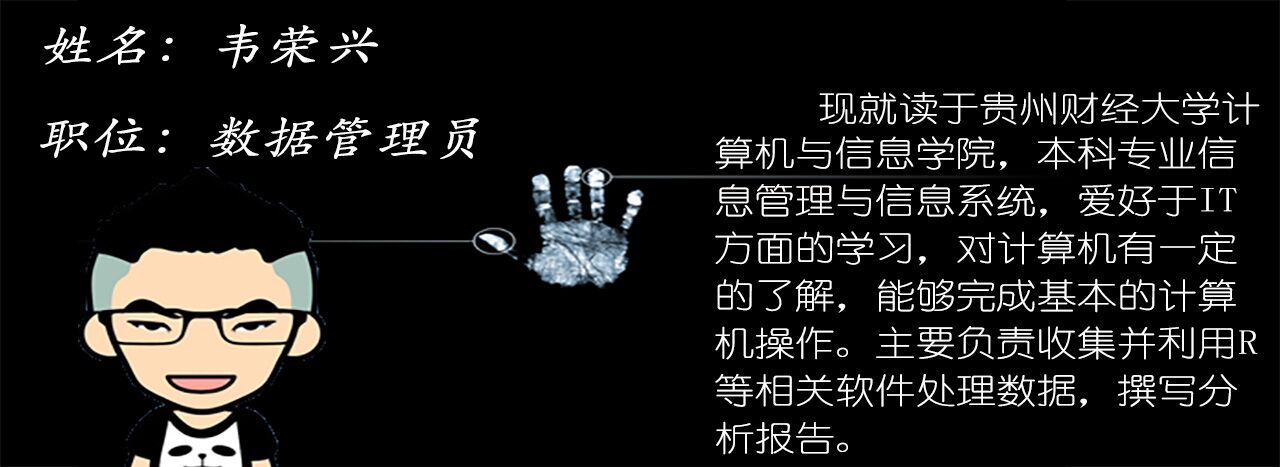 姓名：韦荣兴
职位：数据管理员
现就读于贵州财经大学计
算机与信息学院，本科专业信
息管理与信息系统，爱好于IT
方面的学习，对计算机有一定
的了解，能够完成基本的计算
机操作。主要负责收集并利用R
等相关软件处理数据，撰写分
析报告。